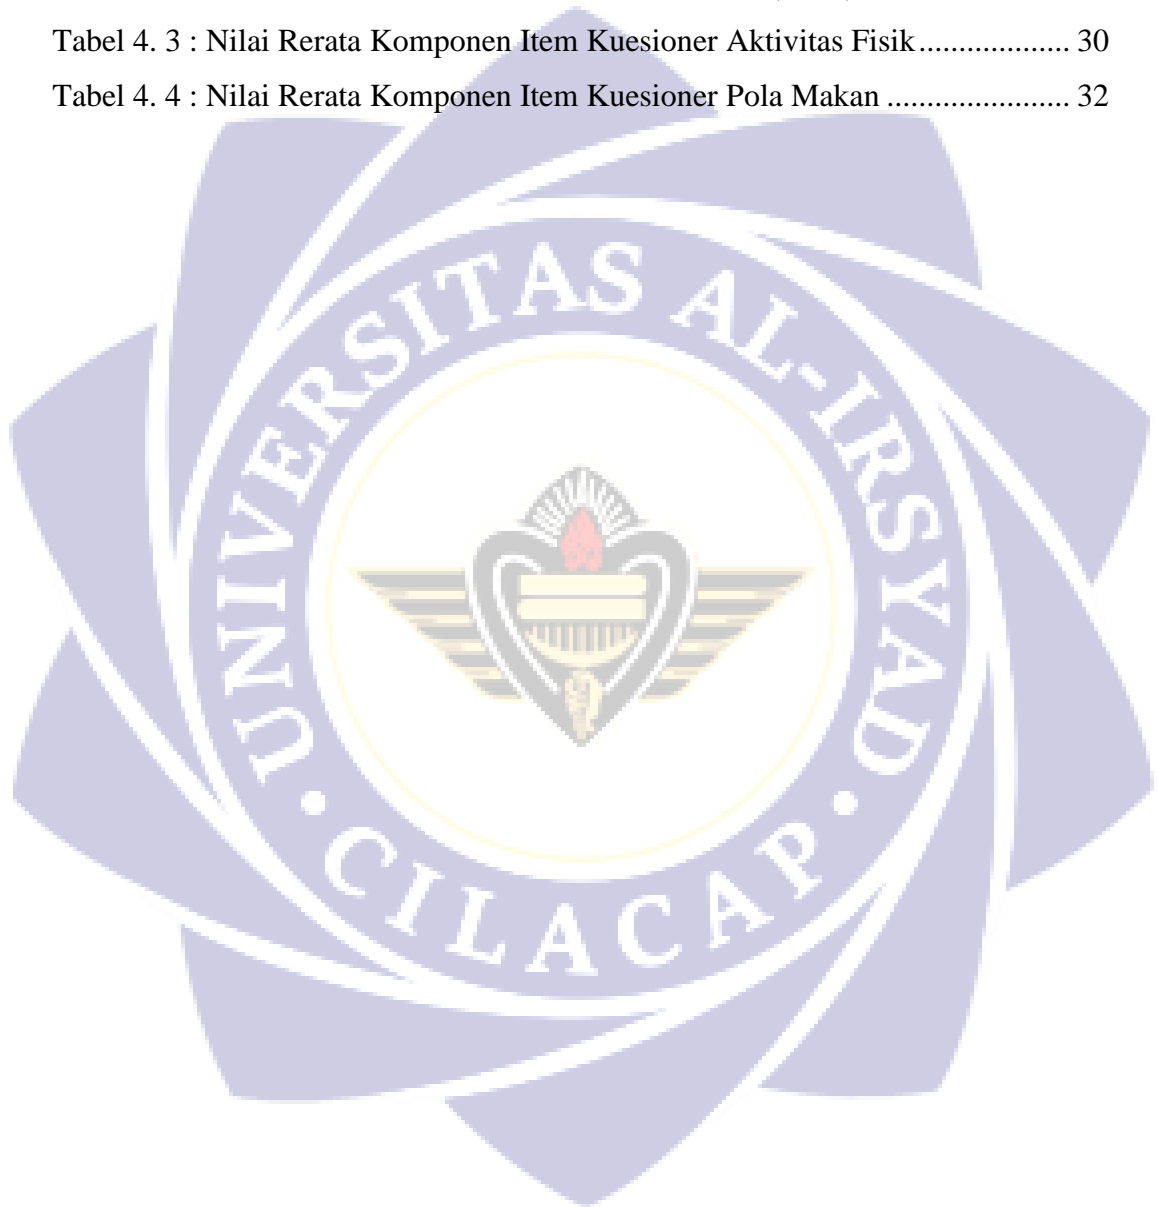 Tabel 4. 3 : Nilai Rerata Komponen Item Kuesioner Aktivitas Fisik................... 30
Tabel 4. 4 : Nilai Rerata Komponen Item Kuesioner Pola Makan ....................... 32
UNIVERSITAS AL-IRSYAD
• CILACAP •